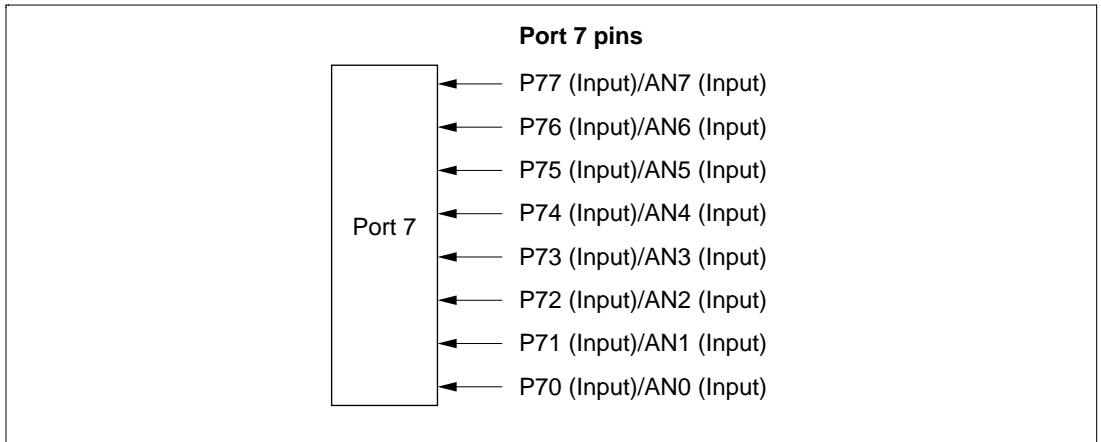 Port 7 pins
P77 (Input)/AN7 (Input)
P76 (Input)/AN6 (Input)
P75 (Input)/AN5 (Input)
P74 (Input)/AN4 (Input)
Port 7
P73 (Input)/AN3 (Input)
P72 (Input)/AN2 (Input)
P71 (Input)/AN1 (Input)
P70 (Input)/AN0 (Input)